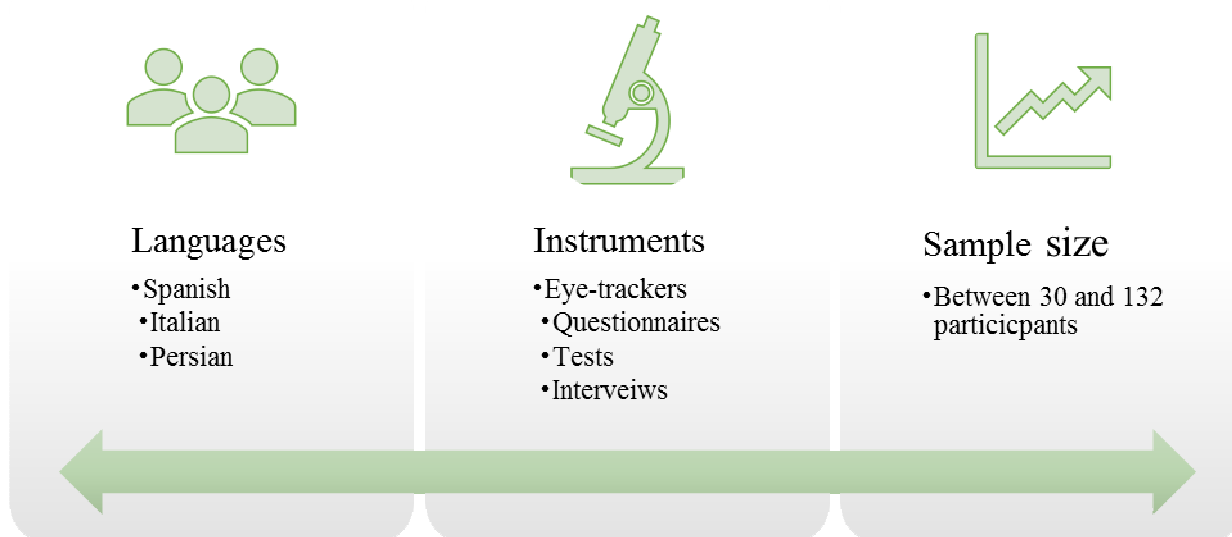 Languages
•Spanish
•Italian
•Persian
Instruments
•Eye-trackers
•Questionnaires
•Tests
•Interveiws
Sample size
•Between 30 and 132
particicpants